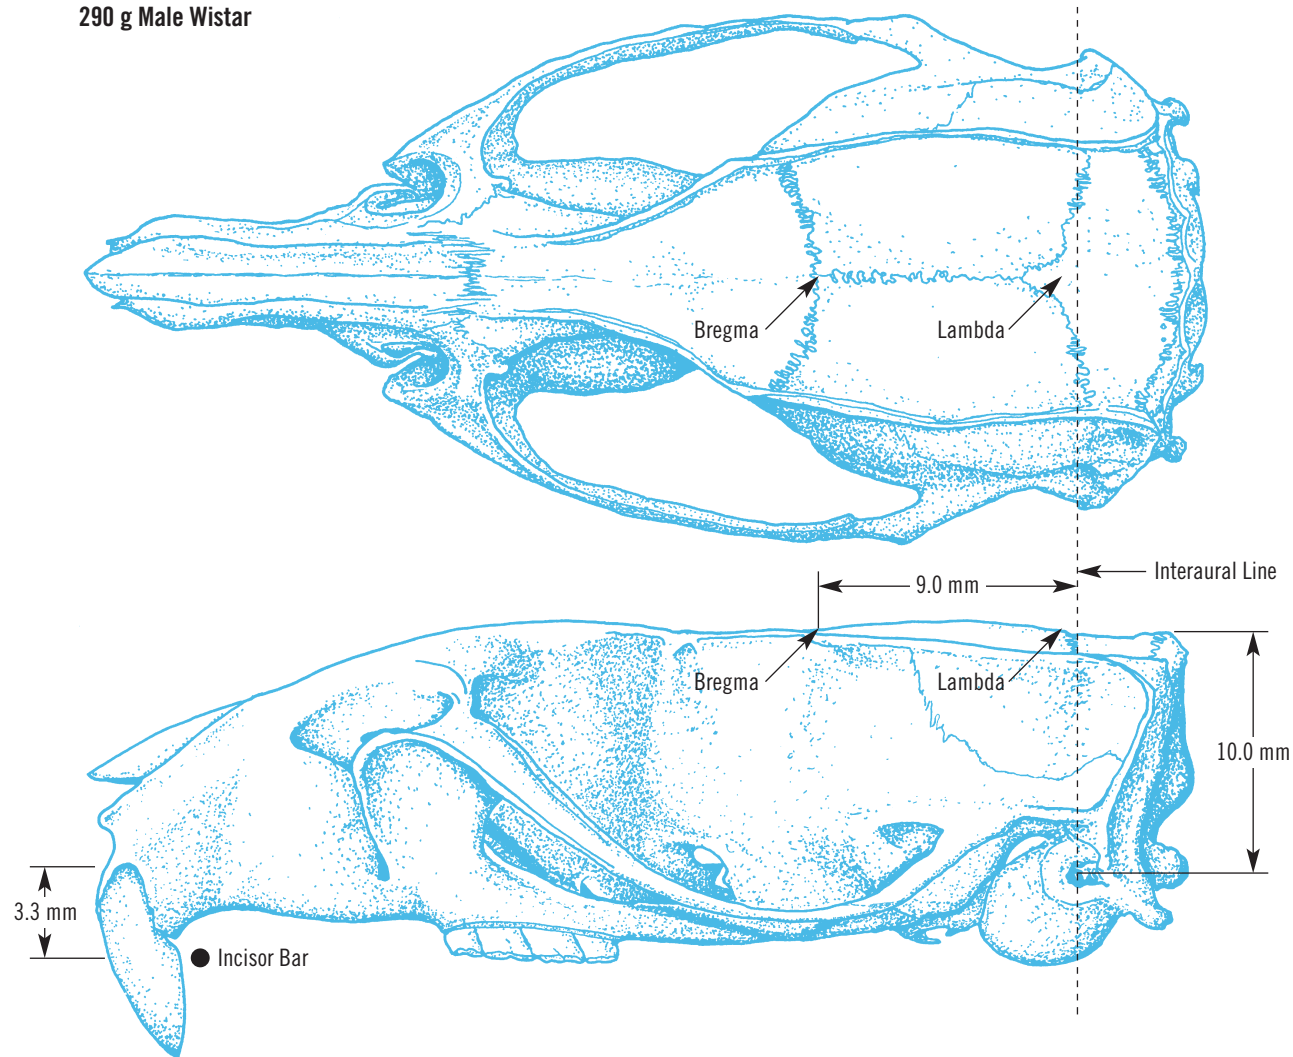 290 g Male Wistar
Bregma
Lambda
Interaural Line
9.0 mm
Bregma
Lambda
10.0 mm
3.3 mm
Incisor Bar